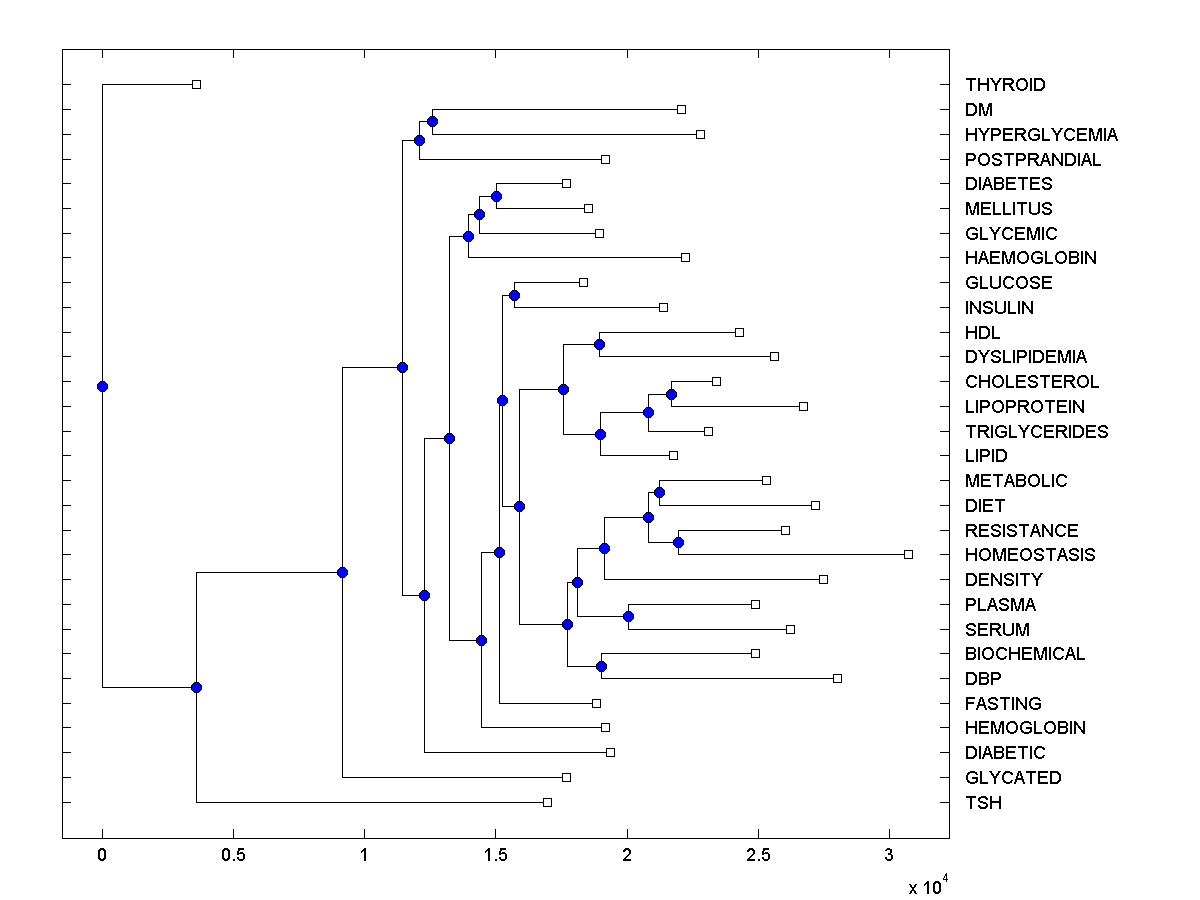 THYROID
DM
HYPERGLYCEMIA
POSTPRANDIAL
DIABETES
MELLITUS
GLYCEMIC
HAEMOGLOBIN
GLUCOSE
INSULIN
HDL
DYSLIPIDEMIA
CHOLESTEROL
LIPOPROTEIN
TRIGLYCERIDES
LIPID
METABOLIC
DIET
RESISTANCE
HOMEOSTASIS
DENSITY
PLASMA
SERUM
BIOCHEMICAL
DBP
FASTING
HEMOGLOBIN
DIABETIC
GLYCATED
TSH
0 0.5 1 1.5 2 2.5 3
x 10^4